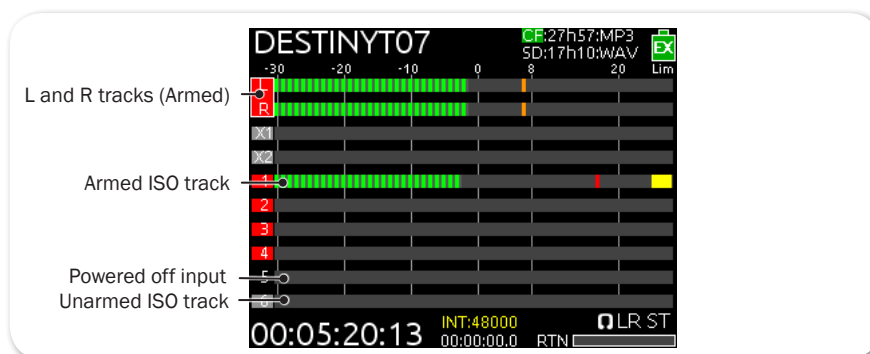 DESTINYT07
CF:27h57:MP3
SD:17h10:WAV
EX
-30 -20 -10 0 8 20 Lim
L and R tracks (Armed)
L
R
X1
X2
Armed ISO track
1
2
3
4
Powered off input
5
Unarmed ISO track
6
00:05:20:13
INT:48000
00:00:00.0
LR ST
RTN